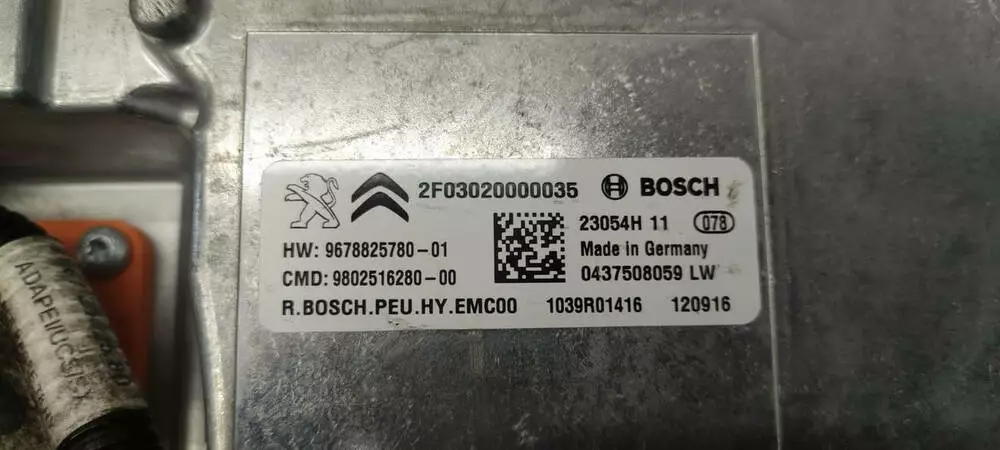 2F03020000035 BOSCH
23054H 11 078
HW: 9678825780-01
Made in Germany
CMD: 9802516280-00
0437508059 LW
R.BOSCH.PEU.HY.EMC00 1039R01416 120916